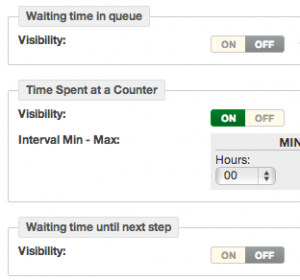 Waiting time in queue
Visibility: ON OFF
Time Spent at a Counter
Visibility: ON OFF
Interval Min - Max:
Hours:
00
Waiting time until next step
Visibility: ON OFF